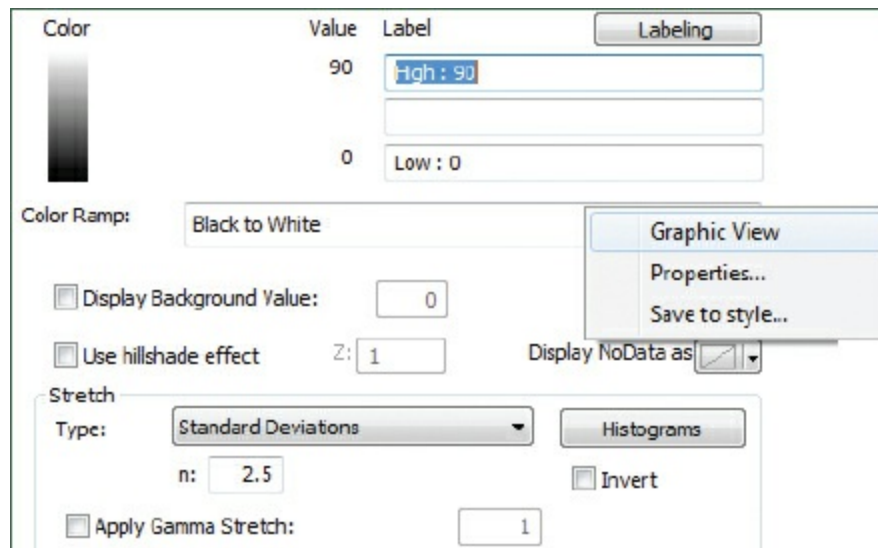 Color Value Label Labeling
90 High : 90
0 Low : 0
Color Ramp: Black to White
Graphic View
Properties...
Save to style...
Display Background Value: 0
Use hillshade effect Z: 1 Display NoData as
Stretch
Type: Standard Deviations Histograms
n: 2.5 Invert
Apply Gamma Stretch: 1